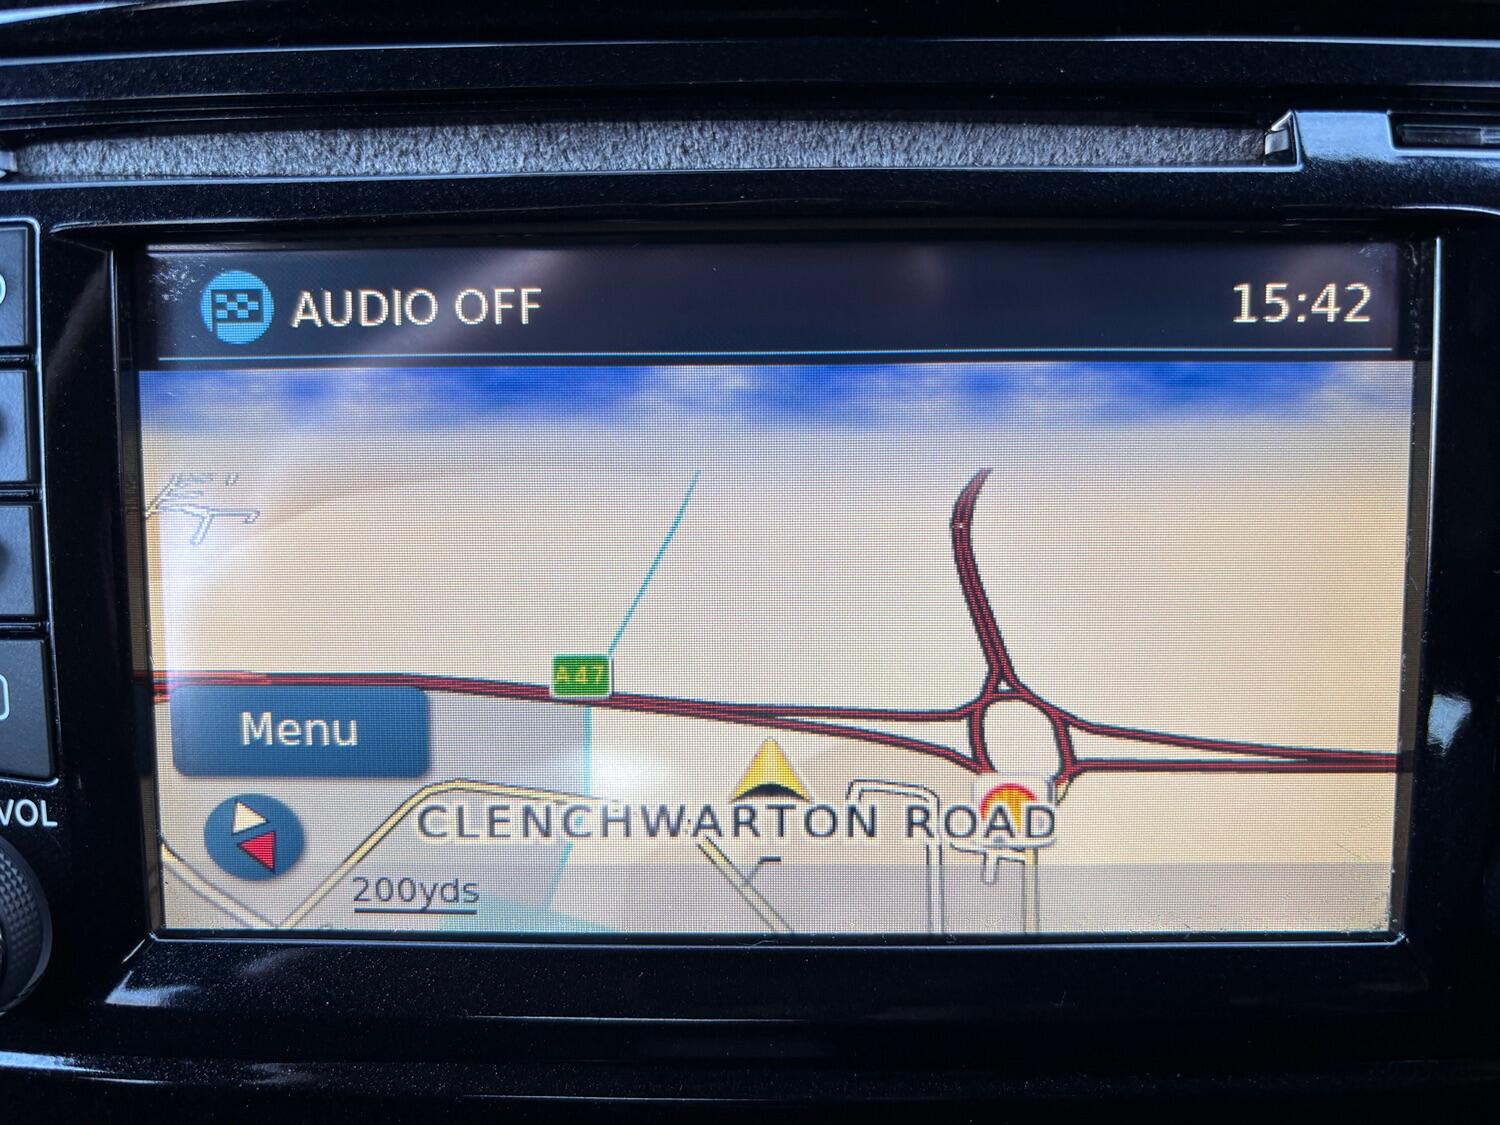 AUDIO OFF
15:42
A47
Menu
CLENCHWARTON ROAD
200yds
VOL